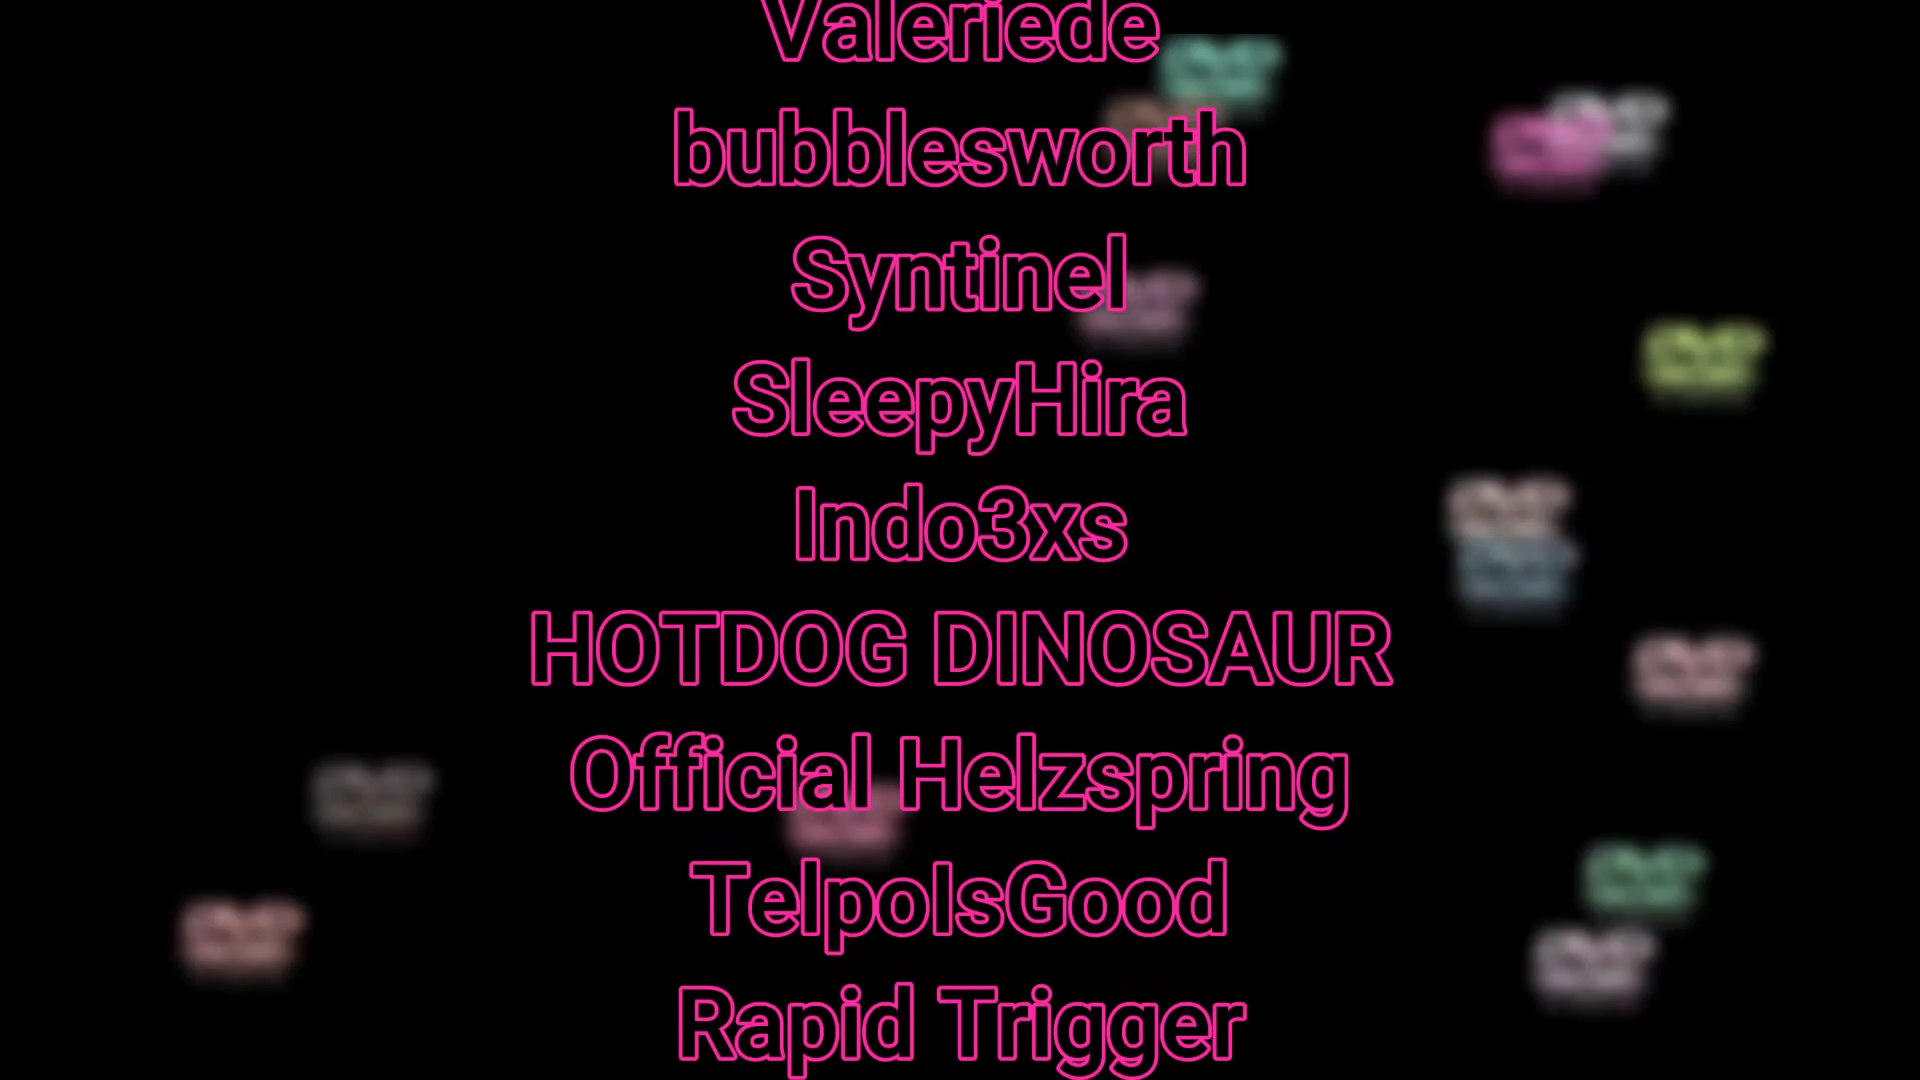 Valeriede
bubblesworth
Syntinel
SleepyHira
Indo3xs
HOTDOG DINOSAUR
Official Helzspring
TelpoIsGood
Rapid Trigger